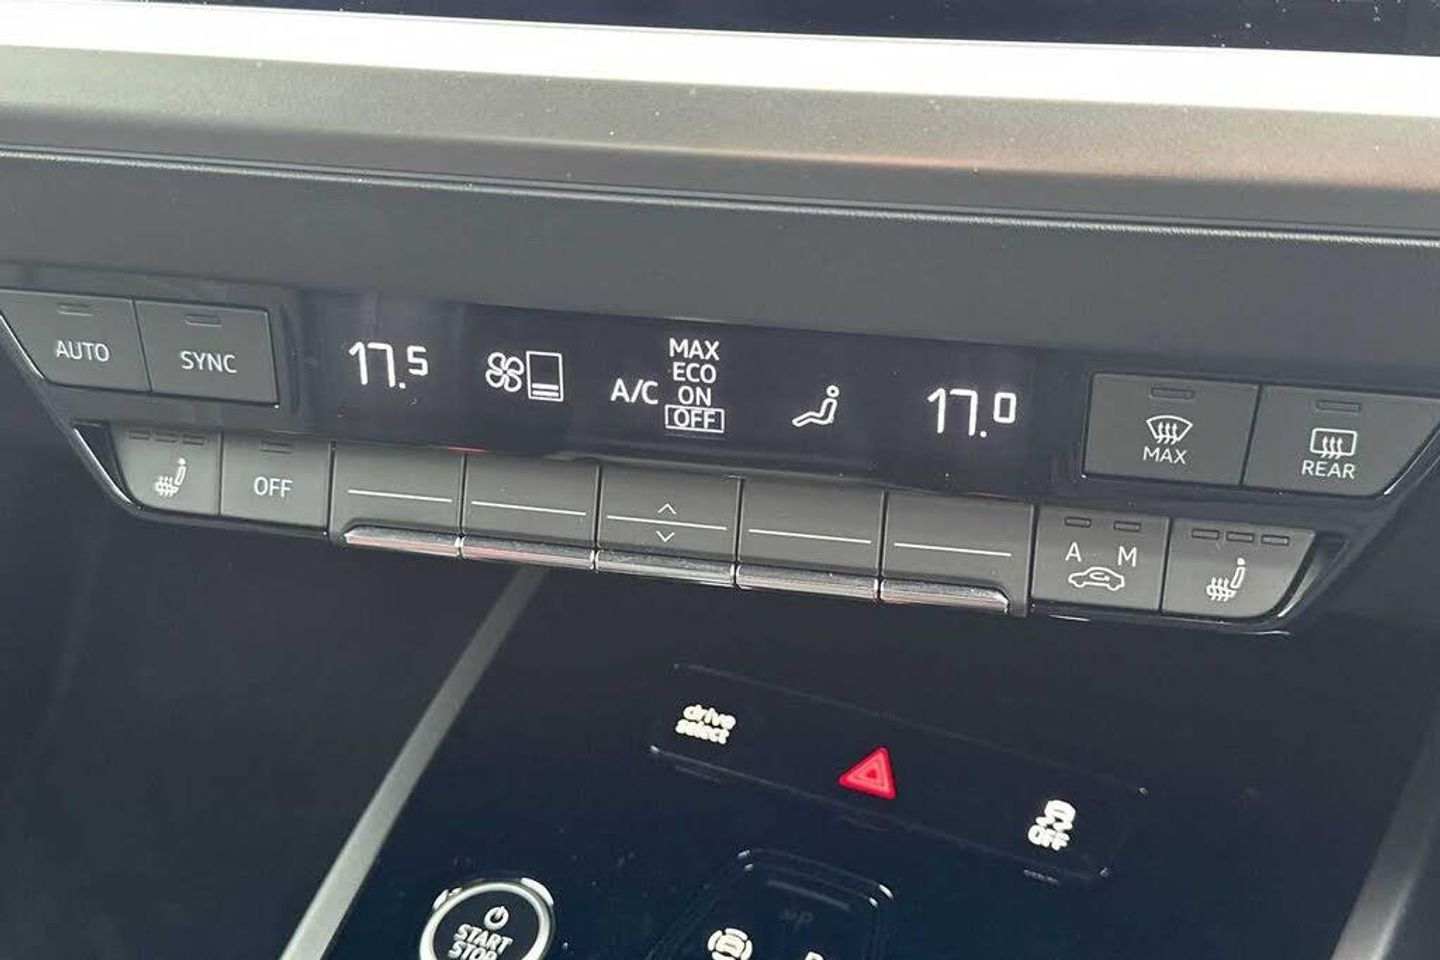 AUTO
SYNC
17.5
A/C
MAX
ECO
ON
OFF
17.0
MAX
REAR
OFF
A M
drive
select
OFF
START
STOP